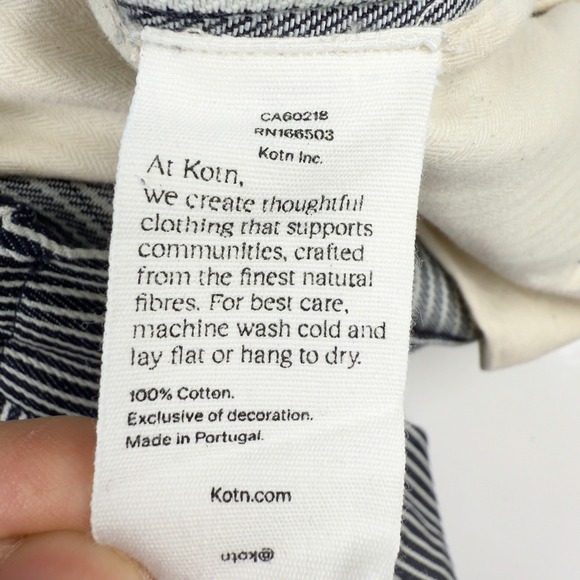 CA60218
RN166503
Kotn Inc.
At Kotn,
we create thoughtful
clothing that supports
communities, crafted
from the finest natural
fibres. For best care,
machine wash cold and
lay flat or hang to dry.
100% Cotton.
Exclusive of decoration.
Made in Portugal.
Kotn.com
@kotn